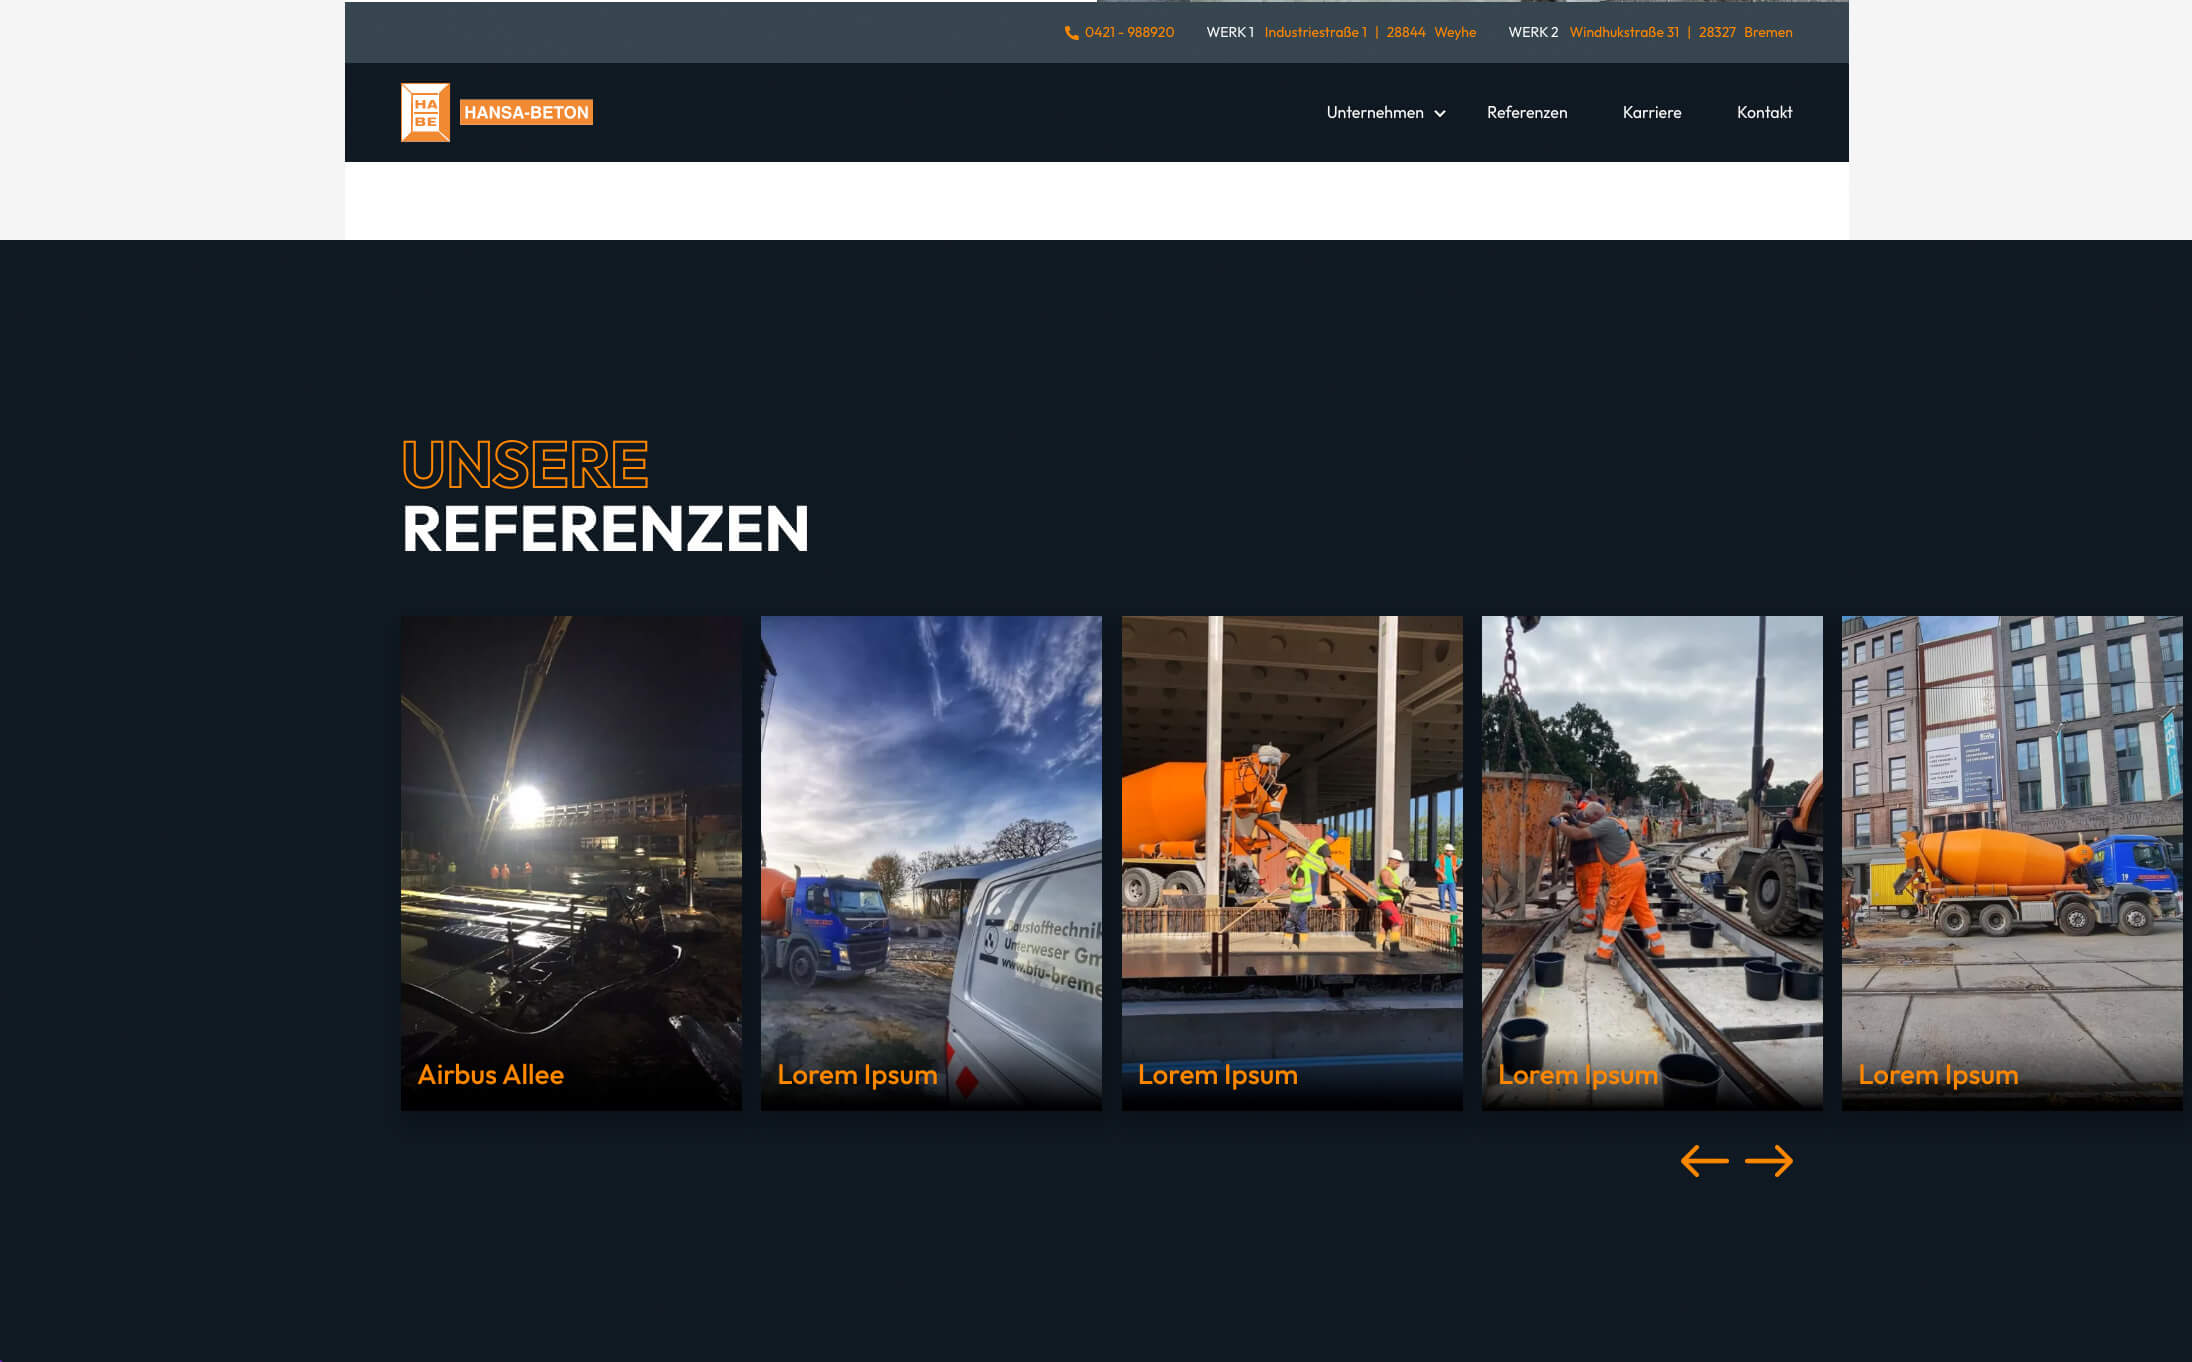 0421 - 988920 WERK 1 Industriestraße 1 | 28844 Weyhe WERK 2 Windhukstraße 31 | 28327 Bremen
HA
BE
HANSA-BETON
Unternehmen Referenzen Karriere Kontakt
UNSERE
REFERENZEN
Baustofftechnik
Unterweser Gm
www.bfu-breme
19
Airbus Allee
Lorem Ipsum
Lorem Ipsum
Lorem Ipsum
Lorem Ipsum